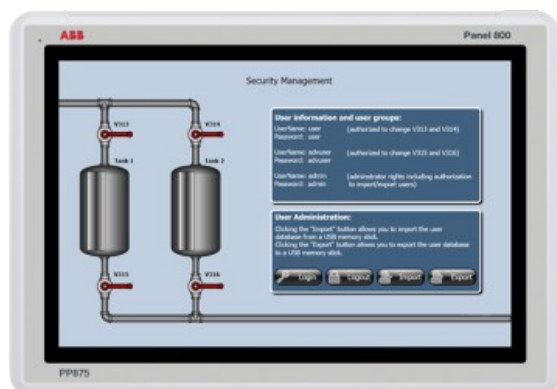 ABB
Panel 800
Security Management
V313
V314
Tank 1
Tank 2
V315
V316
User information and user groups:
UserName: user (authorized to change V313 and V314)
Password: user
UserName: advuser (authorized to change V315 and V316)
Password: advuser
UserName: admin (administrator rights including authorization
Password: admin to import/export users)
User Administration:
Clicking the "Import" button allows you to import the user
database from a USB memory stick.
Clicking the "Export" button allows you to export the user database
to a USB memory stick.
Login
Logout
Import
Export
PP875